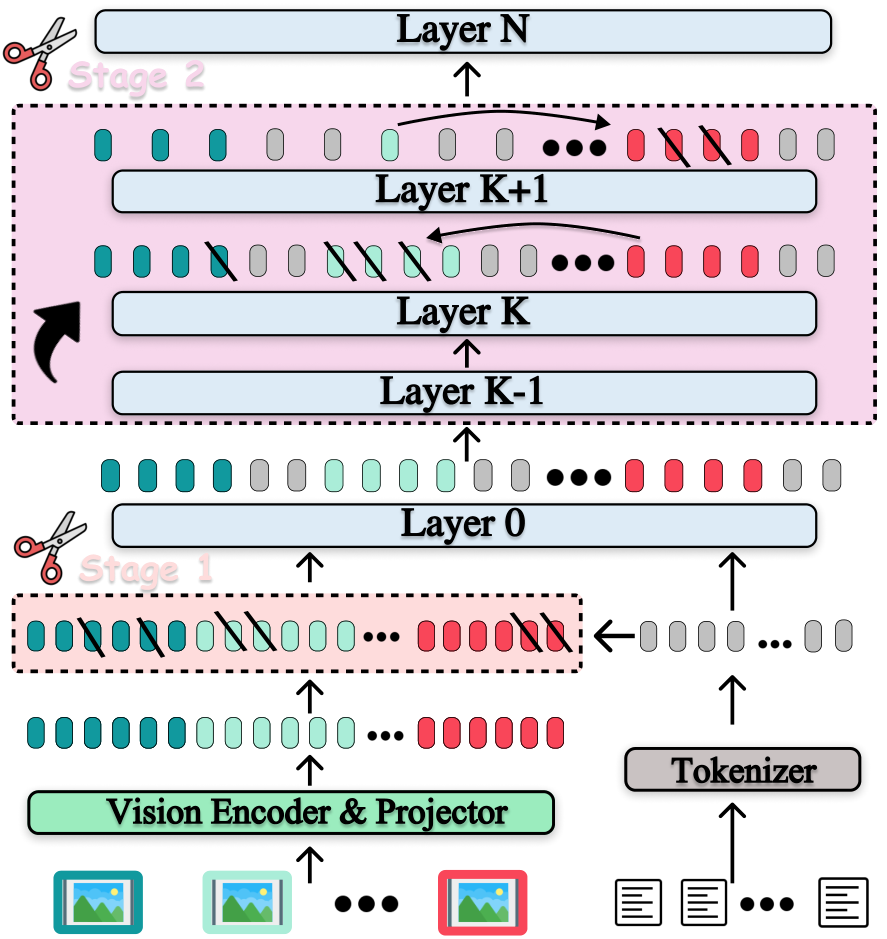 Layer N
Stage 2
Layer K+1
Layer K
Layer K-1
Layer 0
Stage 1
Tokenizer
Vision Encoder & Projector